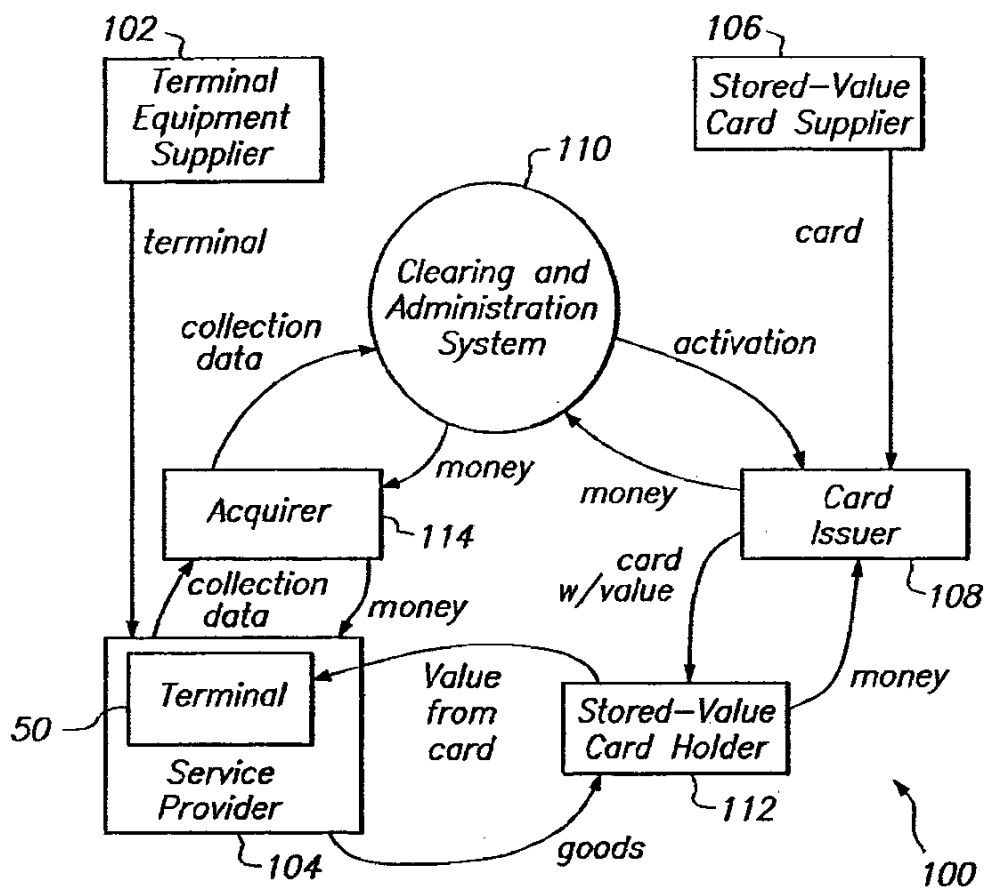 102
Terminal
Equipment
Supplier
106
Stored-Value
Card Supplier
110
terminal
card
Clearing and
Administration
System
collection
data
activation
money
money
Acquirer
114
Card
Issuer
108
collection
data
money
card
w/value
money
Terminal
50
Service
Provider
104
Value
from
card
Stored-Value
Card Holder
112
goods
100